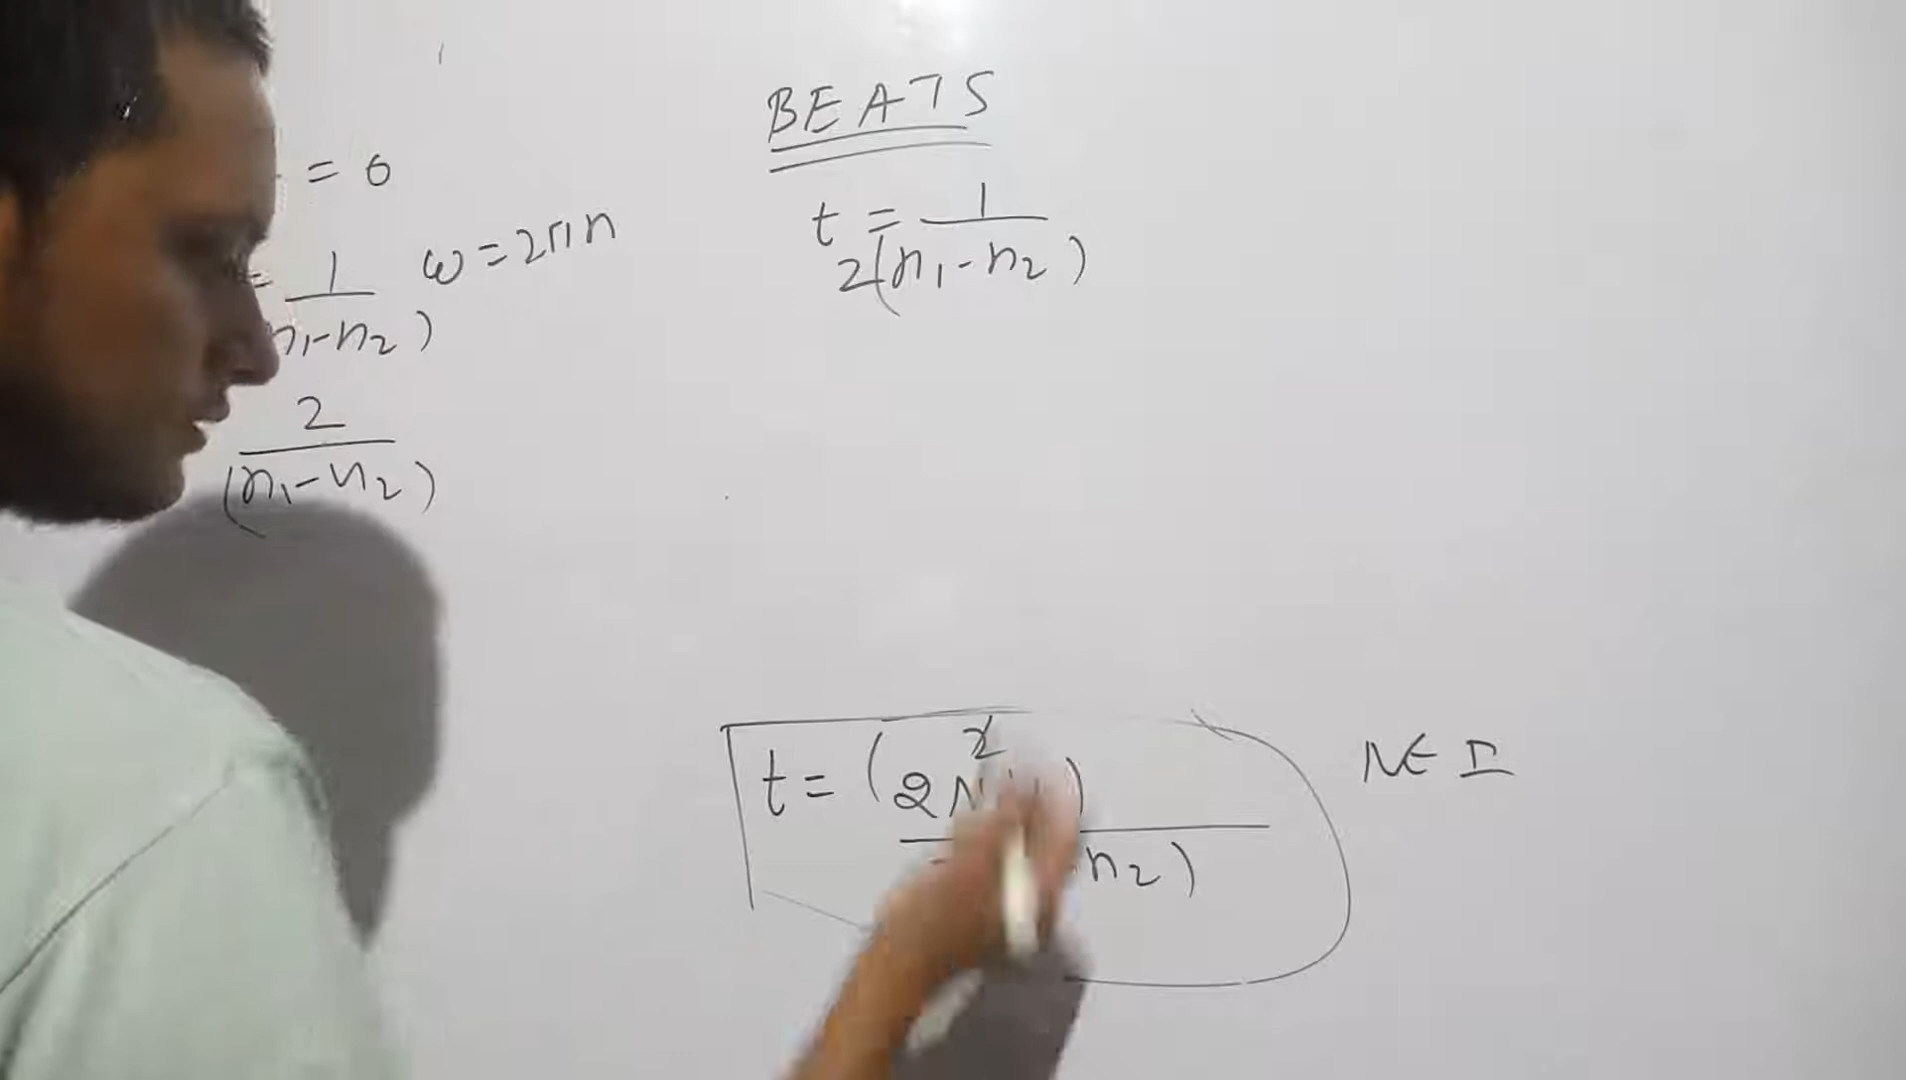 = 0
= 1 ω = 2πn
n₁-n₂)
2
(n₁-n₂)
BEATS
t = 1
2(n₁-n₂)
t = (2N )
n₂)
N ∈ I